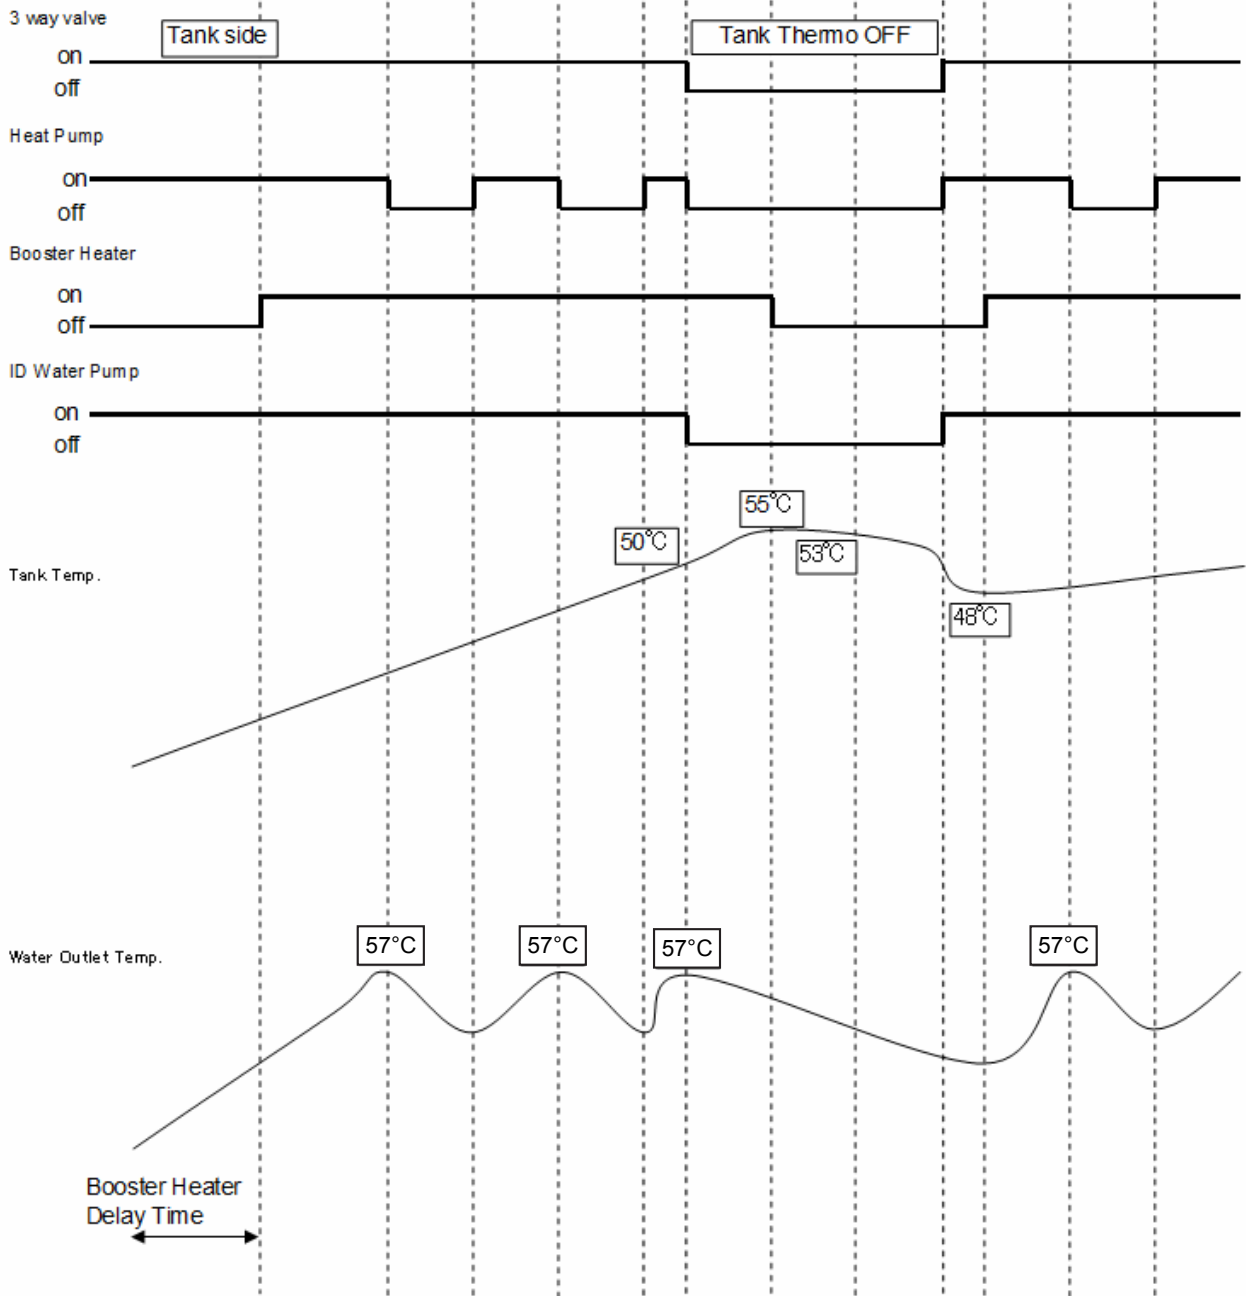 3 way valve
Tank side
Tank Thermo OFF
on
off
Heat Pump
on
off
Booster Heater
on
off
ID Water Pump
on
off
55°C
50°C
53°C
Tank Temp.
48°C
57°C
57°C
57°C
57°C
Water Outlet Temp.
Booster Heater
Delay Time